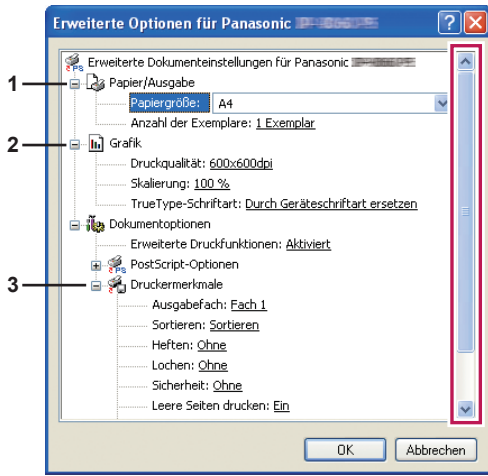 Erweiterte Optionen für Panasonic
Erweiterte Dokumenteinstellungen für Panasonic
1
Papier/Ausgabe
Papiergröße: A4
Anzahl der Exemplare: 1 Exemplar
2
Grafik
Druckqualität: 600x600dpi
Skalierung: 100 %
TrueType-Schriftart: Durch Geräteschriftart ersetzen
Dokumentoptionen
Erweiterte Druckfunktionen: Aktiviert
PostScript-Optionen
3
Druckermerkmale
Ausgabefach: Fach 1
Sortieren: Sortieren
Heften: Ohne
Lochen: Ohne
Sicherheit: Ohne
Leere Seiten drucken: Ein
OK
Abbrechen